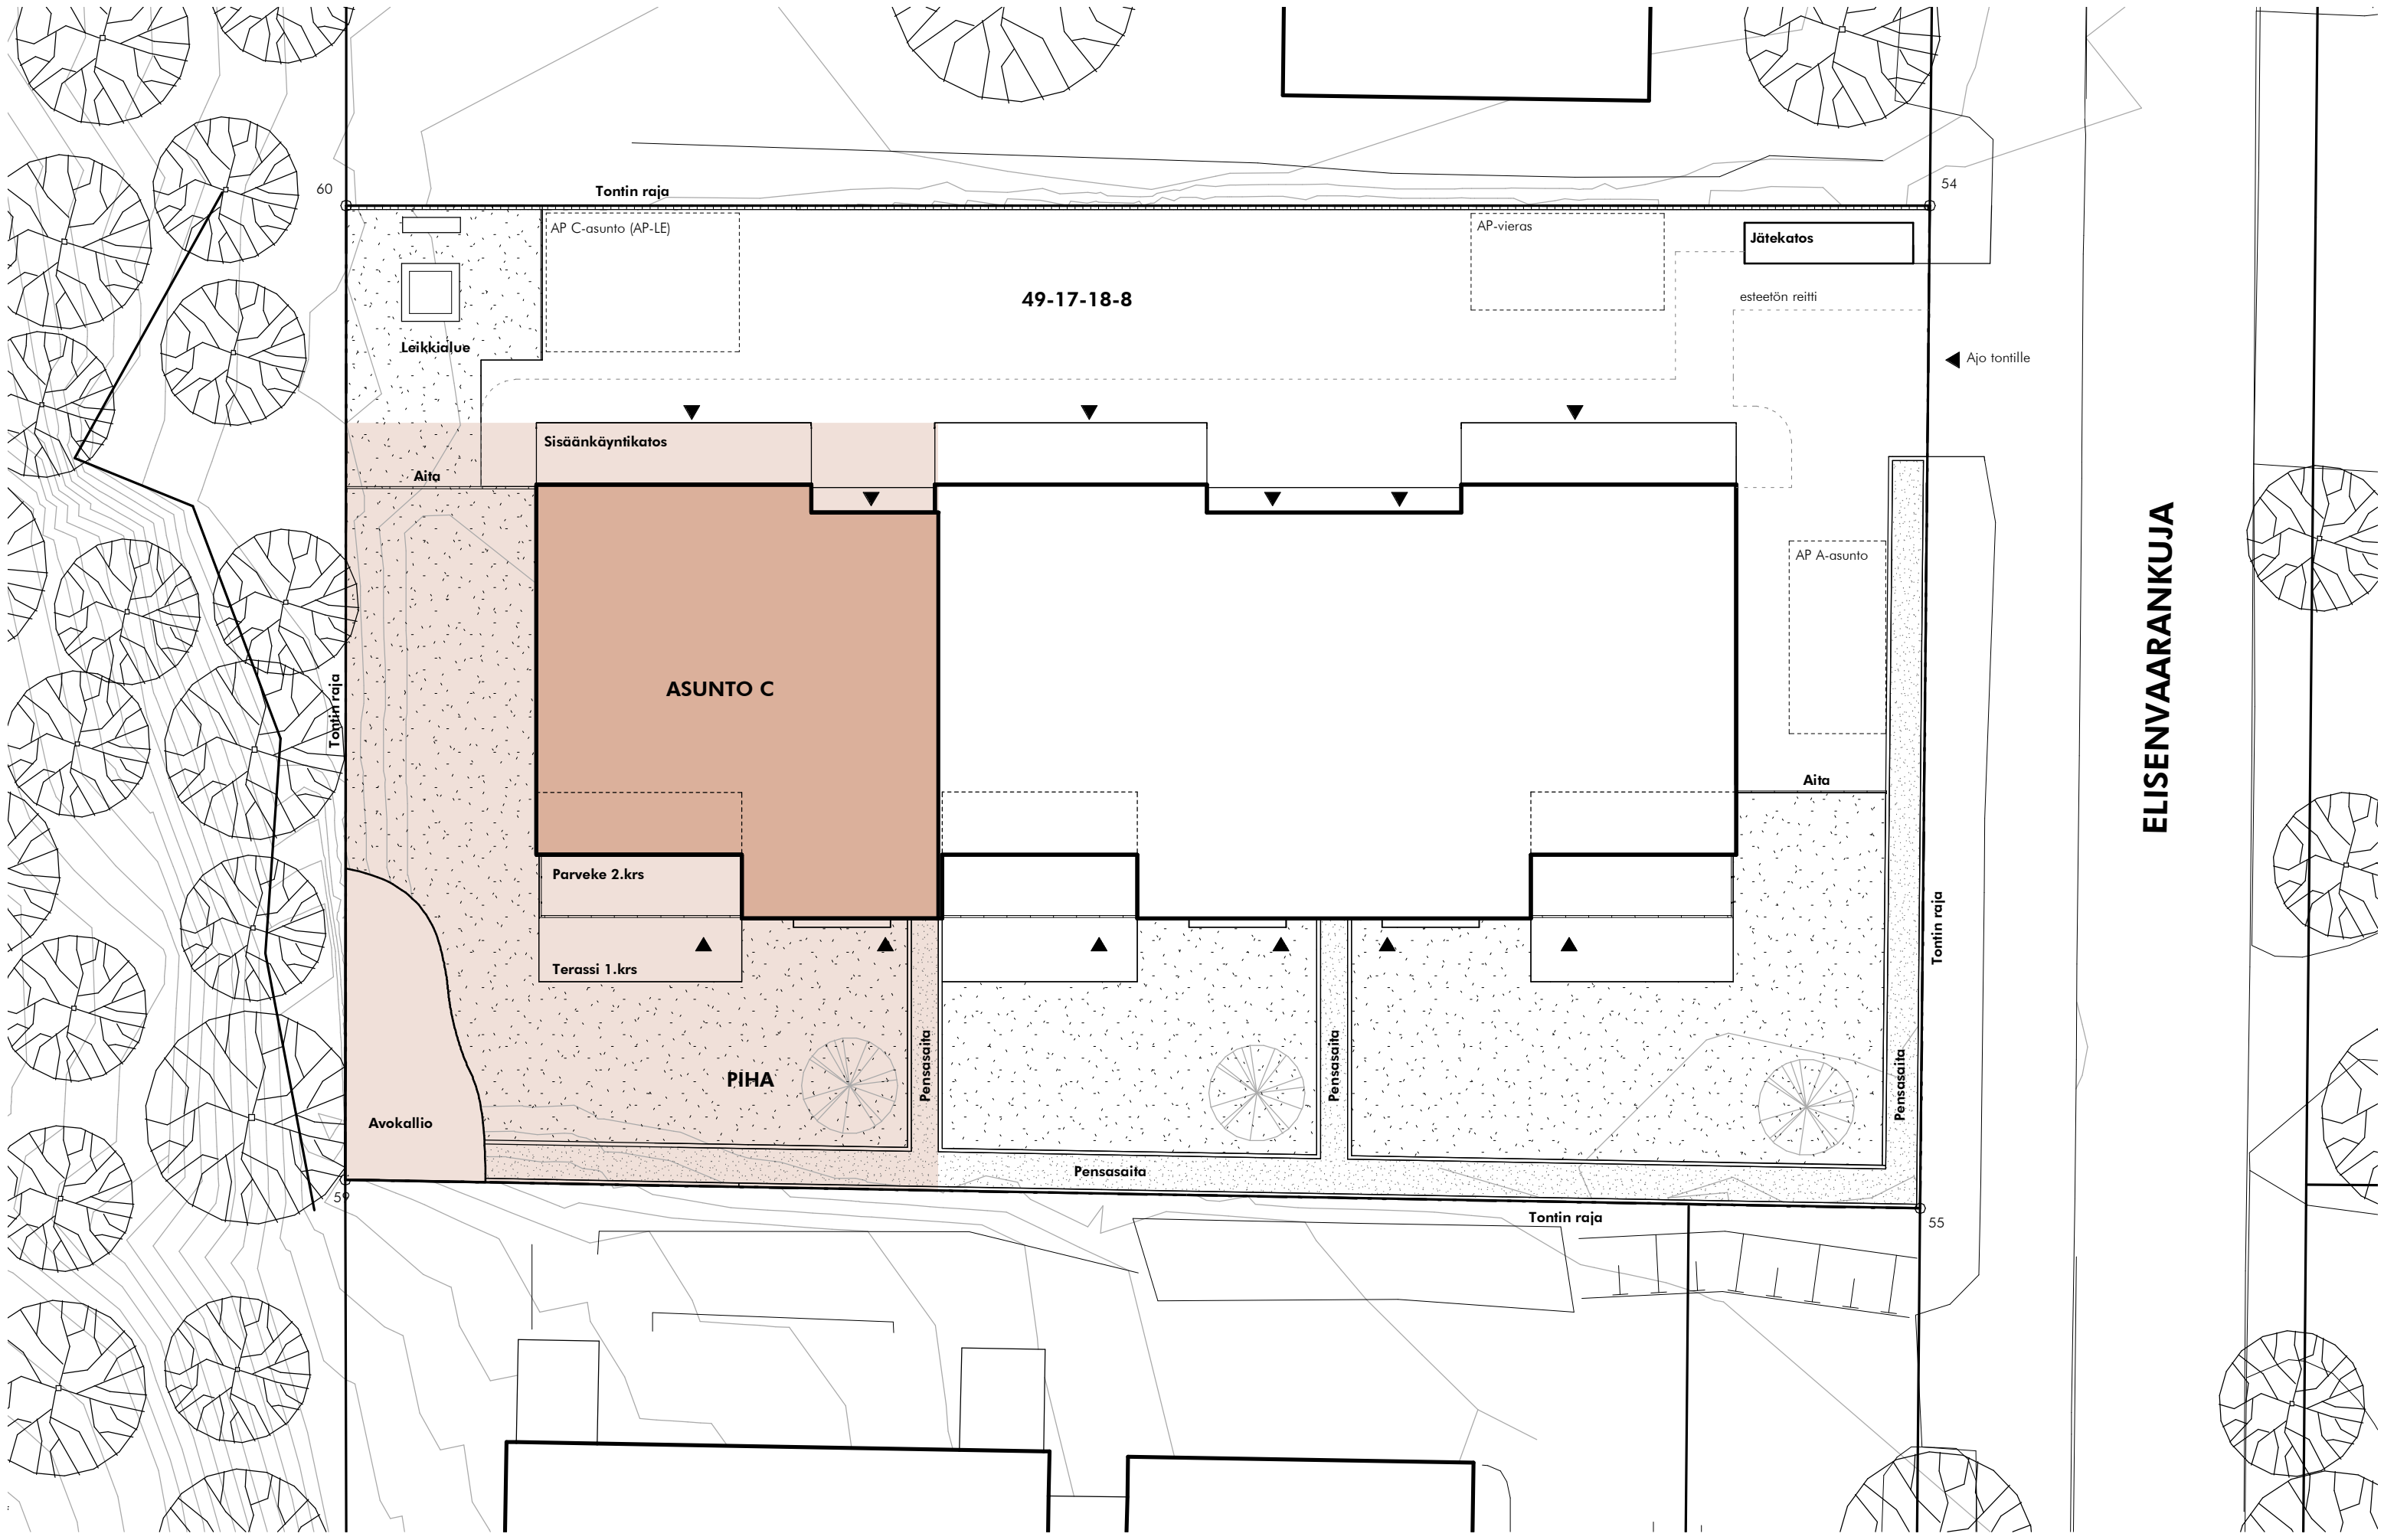 60
Tontin raja
54
AP C-asunto (AP-LE)
AP-vieras
Jätekatos
49-17-18-8
esteetön reitti
Leikkialue
Ajo tontille
Sisäänkäyntikatos
Aita
AP A-asunto
ELISENVAARANKUJA
ASUNTO C
Tontin raja
Aita
Parveke 2.krs
Tontin raja
Terassi 1.krs
PIHA
Pensasaita
Pensasaita
Pensasaita
Avokallio
Pensasaita
59
Tontin raja
55